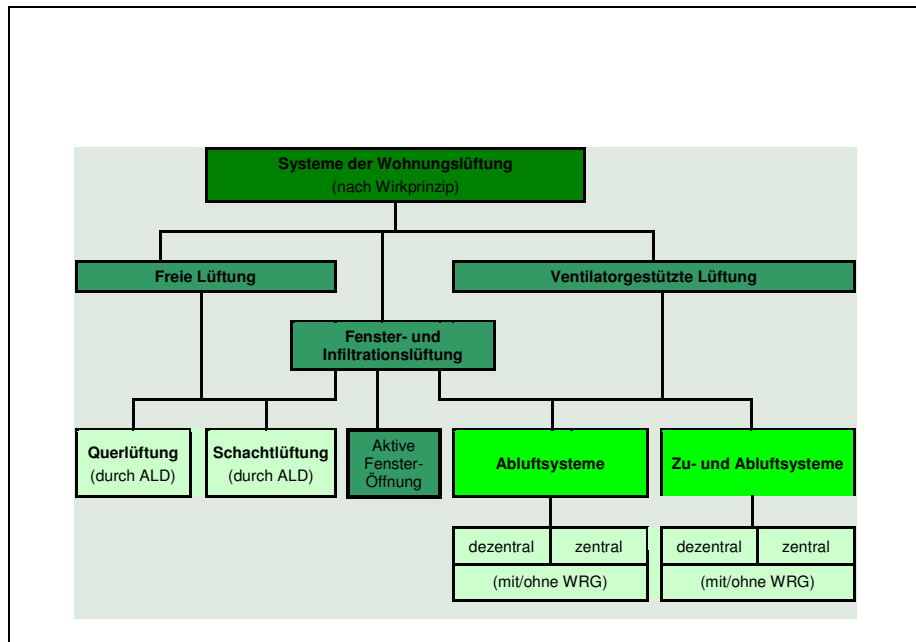 Systeme der Wohnungslüftung
(nach Wirkprinzip)
Freie Lüftung
Ventilatorgestützte Lüftung
Fenster- und
Infiltrationslüftung
Querlüftung
(durch ALD)
Schachtlüftung
(durch ALD)
Aktive
Fenster-
Öffnung
Abluftsysteme
Zu- und Abluftsysteme
dezentral
zentral
(mit/ohne WRG)
dezentral
zentral
(mit/ohne WRG)